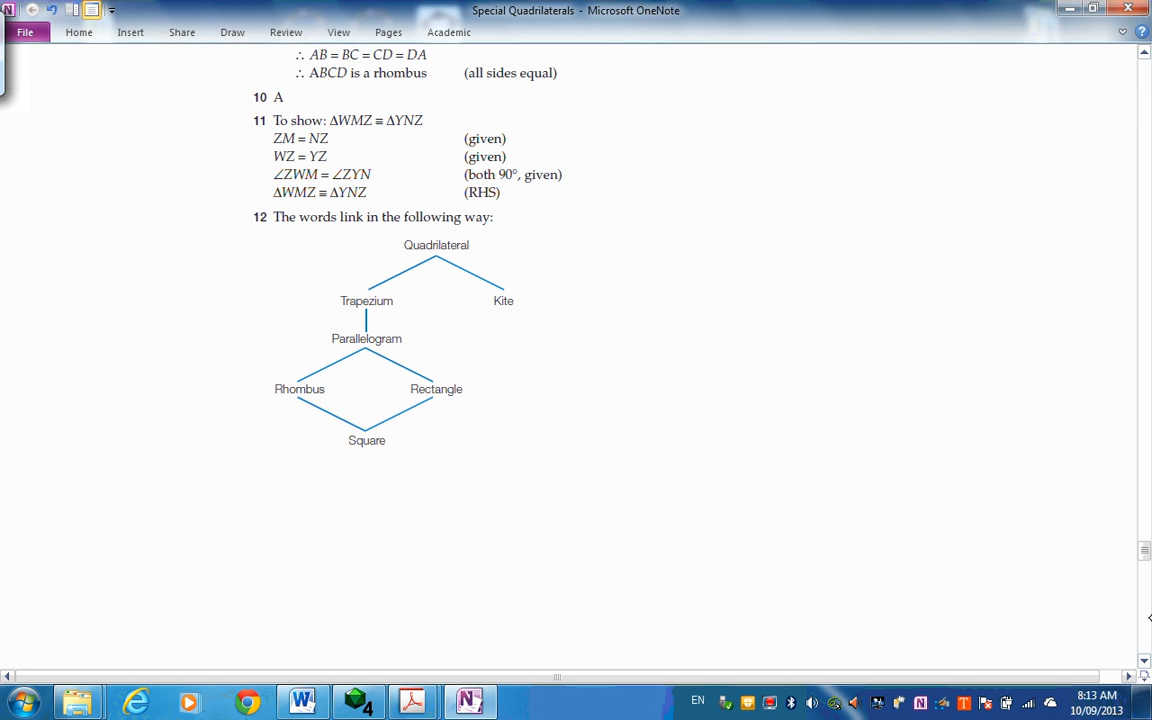 Special Quadrilaterals - Microsoft OneNote
File Home Insert Share Draw Review View Pages Academic
∴ AB = BC = CD = DA
∴ ABCD is a rhombus (all sides equal)
10 A
11 To show: ΔWMZ ≡ ΔYNZ
ZM = NZ (given)
WZ = YZ (given)
∠ZWM = ∠ZYN (both 90°, given)
ΔWMZ ≡ ΔYNZ (RHS)
12 The words link in the following way:
Quadrilateral
Trapezium Kite
Parallelogram
Rhombus Rectangle
Square
EN
8:13 AM
10/09/2013